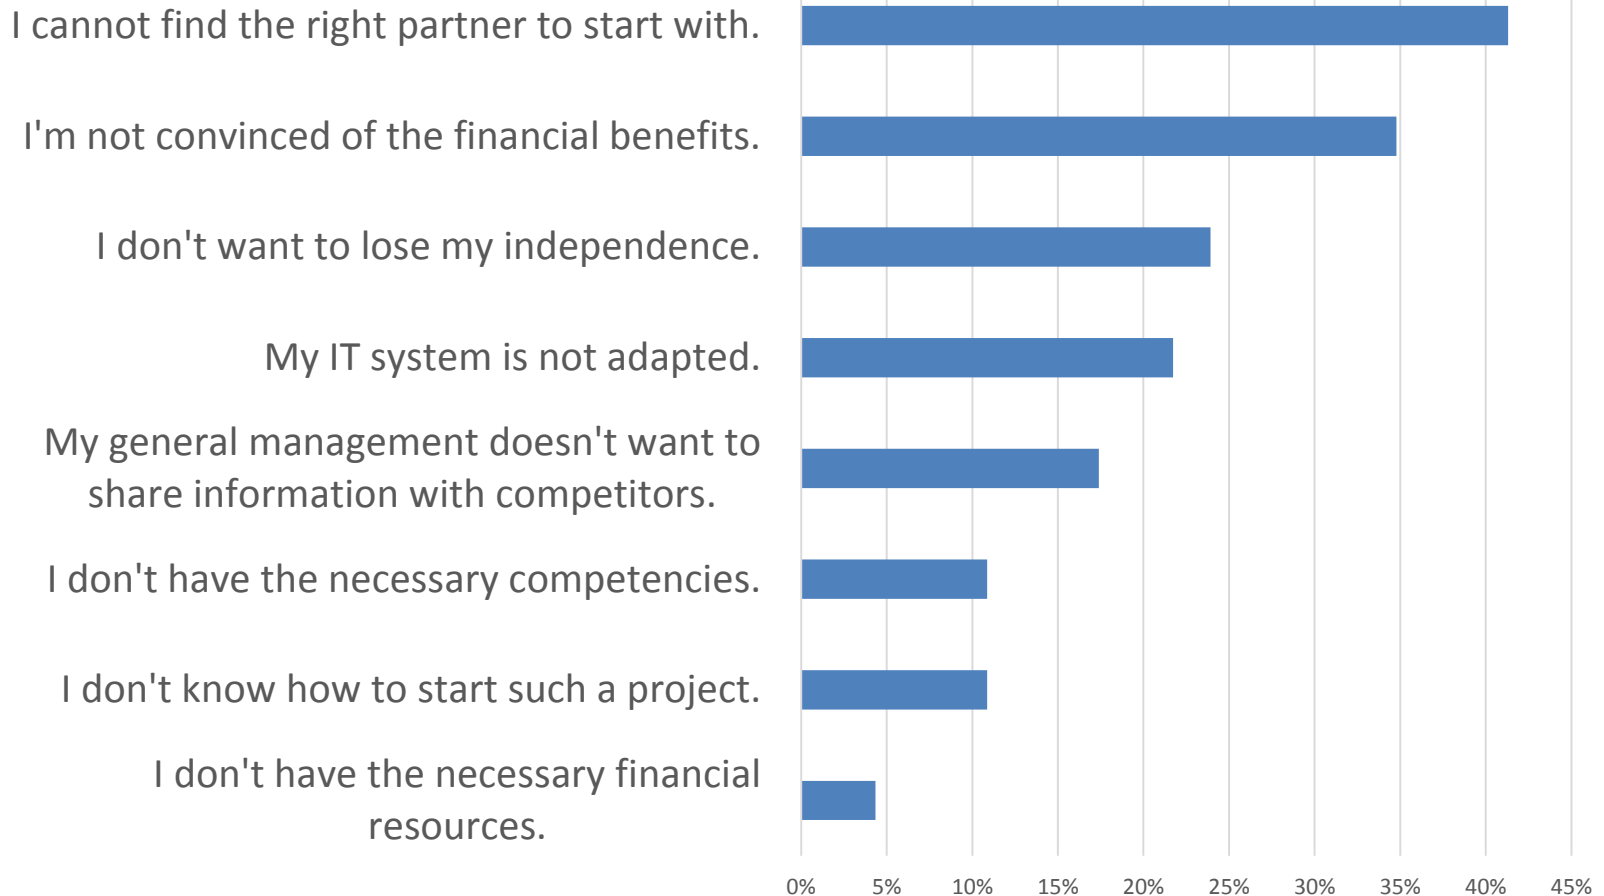 I cannot find the right partner to start with.
I'm not convinced of the financial benefits.
I don't want to lose my independence.
My IT system is not adapted.
My general management doesn't want to
share information with competitors.
I don't have the necessary competencies.
I don't know how to start such a project.
I don't have the necessary financial
resources.
0% 5% 10% 15% 20% 25% 30% 35% 40% 45%